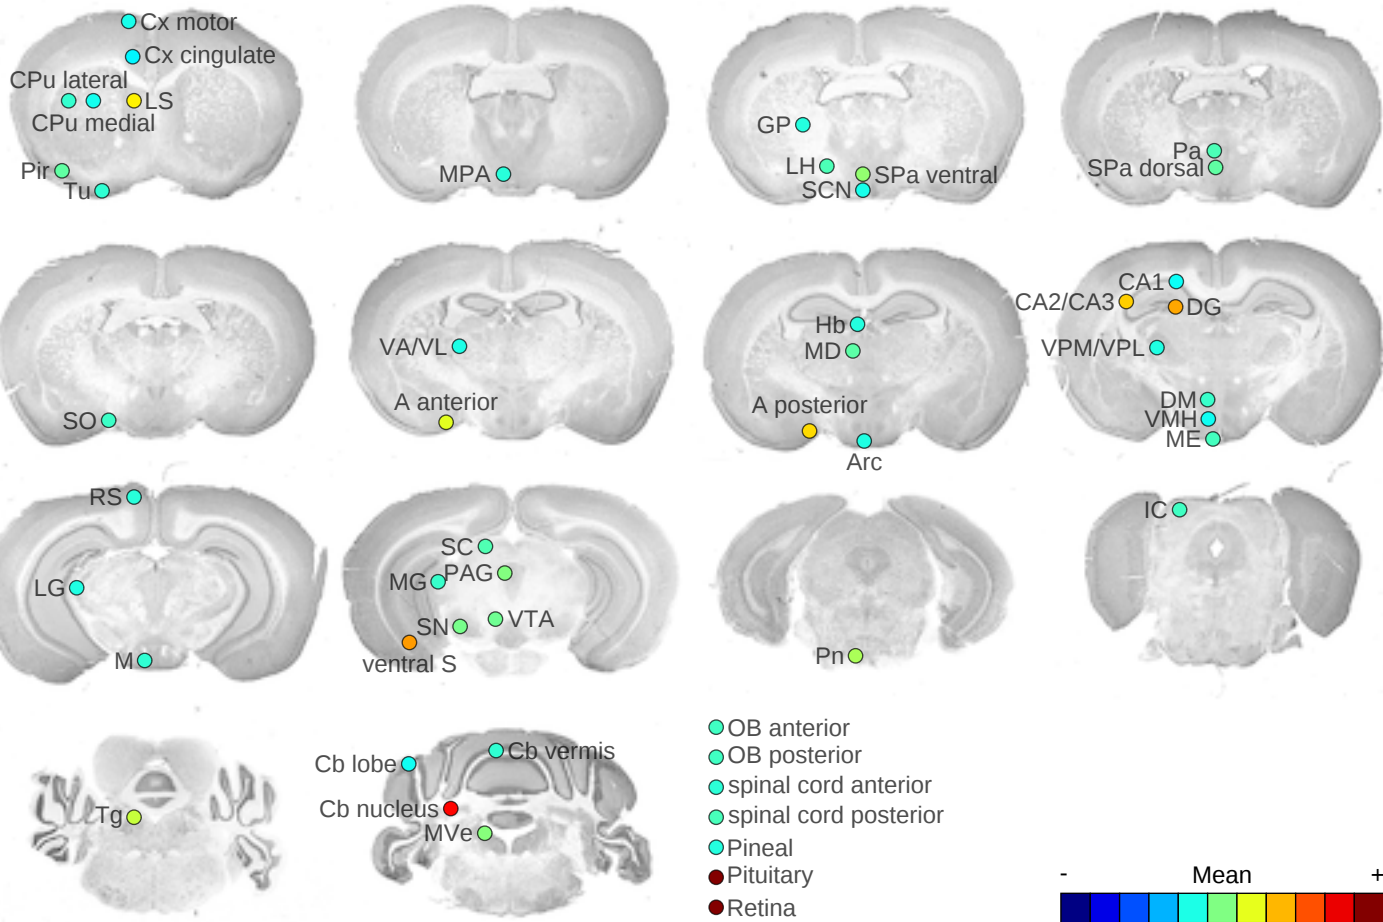 Cx motor
Cx cingulate
CPu lateral
LS
CPu medial
Pir
Tu
MPA
GP
LH
SPa ventral
SCN
Pa
SPa dorsal
SO
VA/VL
A anterior
Hb
MD
A posterior
Arc
CA1
CA2/CA3
DG
VPM/VPL
DM
VMH
ME
RS
LG
M
SC
MG
PAG
SN
VTA
ventral S
Pn
IC
Tg
Cb lobe
Cb vermis
Cb nucleus
MVe
OB anterior
OB posterior
spinal cord anterior
spinal cord posterior
Pineal
Pituitary
Retina
- Mean +